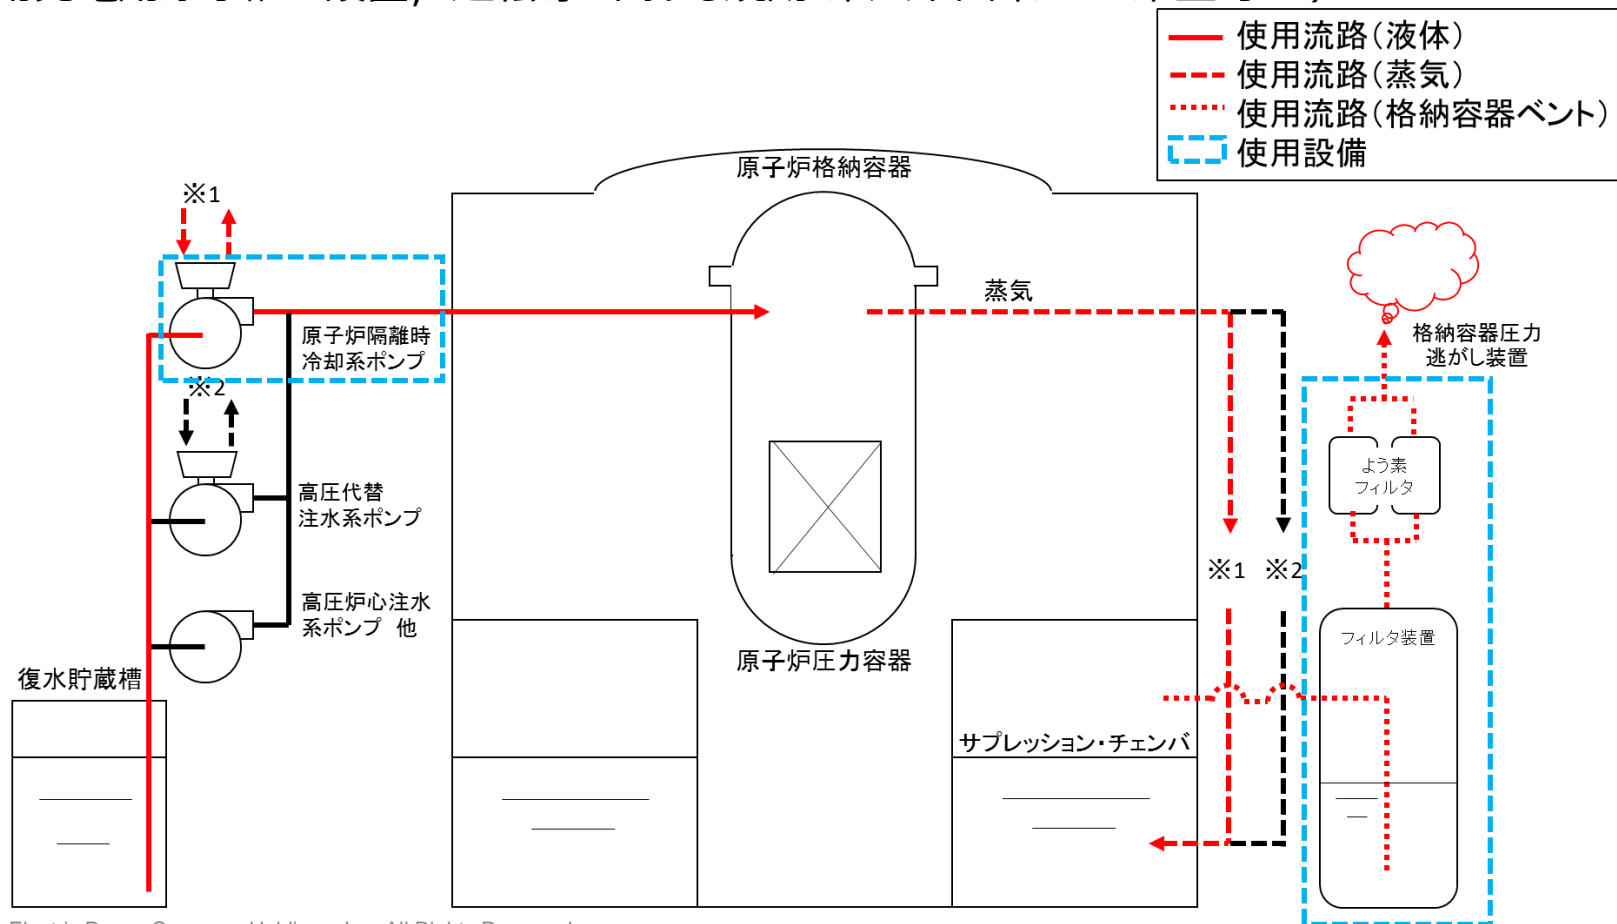 使用流路(液体)
使用流路(蒸気)
使用流路(格納容器ベント)
使用設備
原子炉格納容器
※1
蒸気
原子炉隔離時
冷却系ポンプ
格納容器圧力
逃がし装置
※2
よう素
フィルタ
高圧代替
注水系ポンプ
※1 ※2
高圧炉心注水
系ポンプ 他
フィルタ装置
原子炉圧力容器
復水貯蔵槽
サプレッション・チェンバ